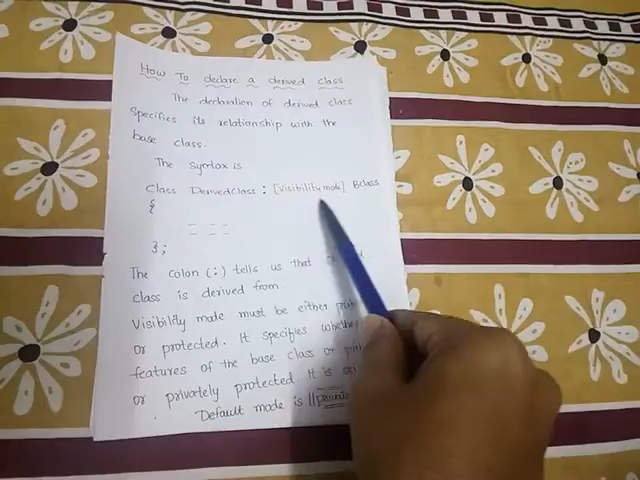 How To declare a derived class
The declaration of derived class
Specifies its relationship with the
base class.
The syntax is
Class Derivedclass : [visibility mode] Bclass
{
— — —
— — —
};
The colon (:) tells us that
class is derived from
Visibility mode must be either
or protected. It specifies whether
features of the base class or
or privately protected It is
Default mode is